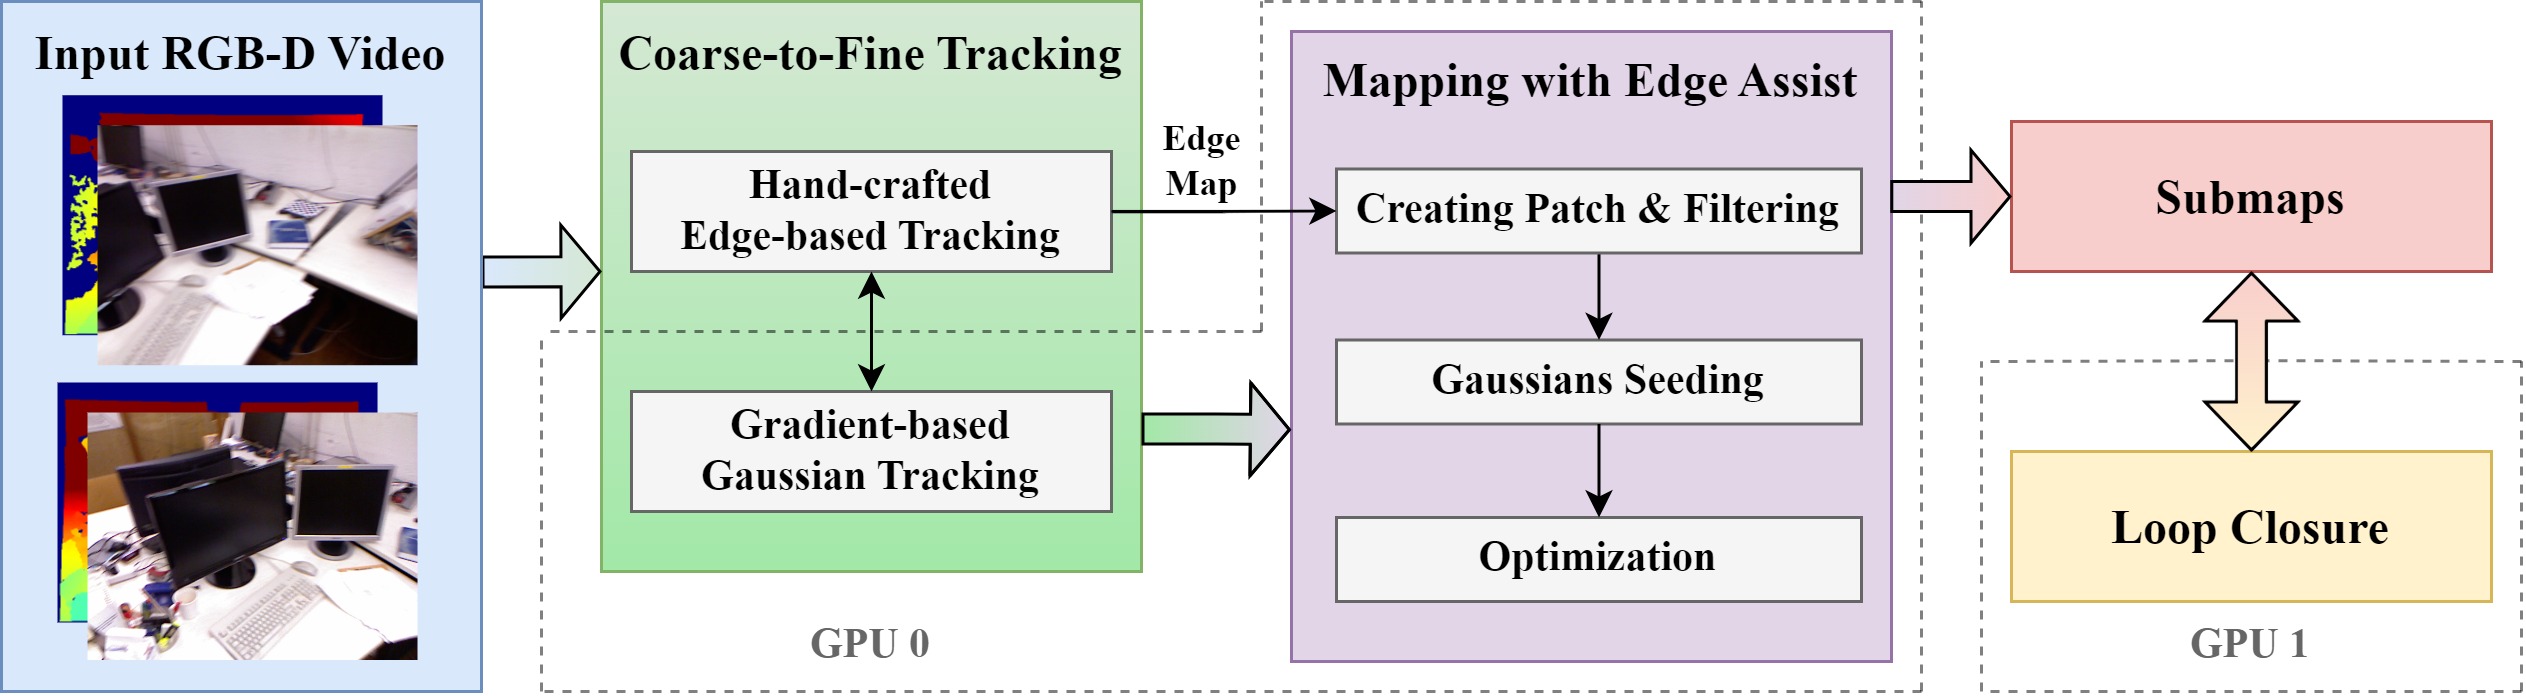 Input RGB-D Video
Coarse-to-Fine Tracking
Hand-crafted
Edge-based Tracking
Gradient-based
Gaussian Tracking
Edge
Map
Mapping with Edge Assist
Creating Patch & Filtering
Gaussians Seeding
Optimization
Submaps
Loop Closure
GPU 0
GPU 1